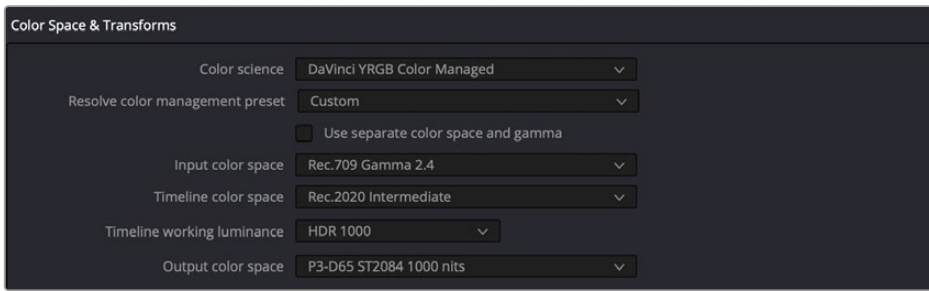 Color Space & Transforms
Color science DaVinci YRGB Color Managed
Resolve color management preset Custom
Use separate color space and gamma
Input color space Rec.709 Gamma 2.4
Timeline color space Rec.2020 Intermediate
Timeline working luminance HDR 1000
Output color space P3-D65 ST2084 1000 nits